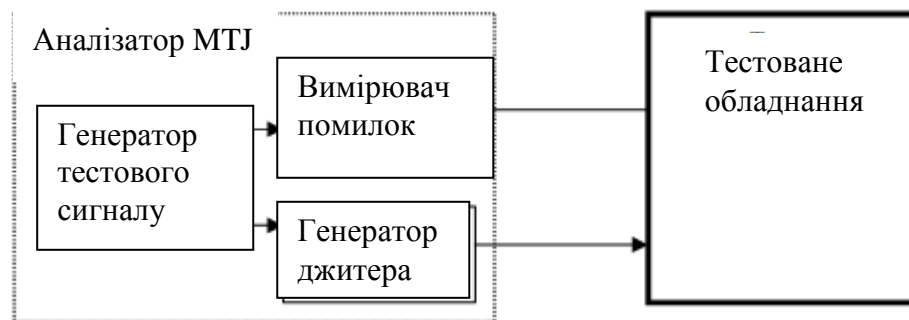 Аналізатор MTJ
Вимірювач
помилок
Тестоване
обладнання
Генератор
тестового
сигналу
Генератор
джитера